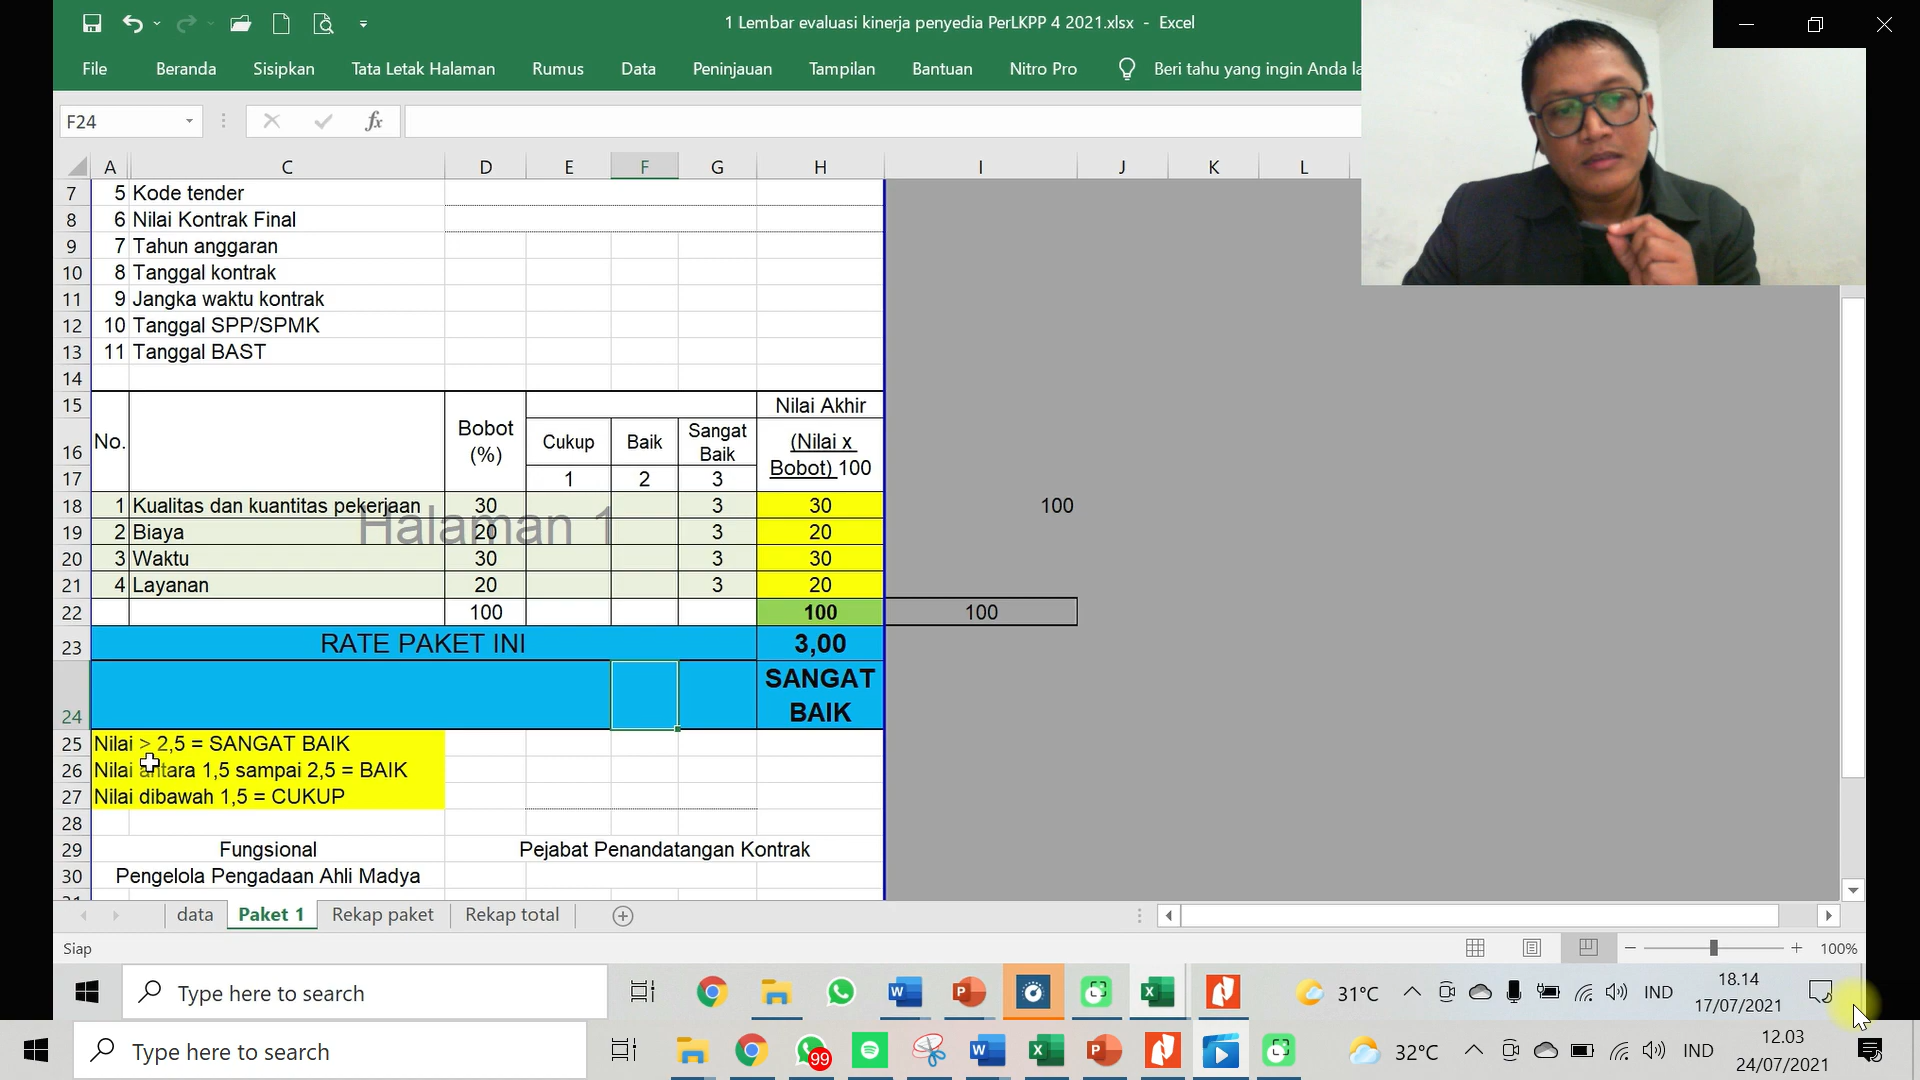 1 Lembar evaluasi kinerja penyedia PerLKPP 4 2021.xlsx - Excel
File Beranda Sisipkan Tata Letak Halaman Rumus Data Peninjauan Tampilan Bantuan Nitro Pro Beri tahu yang ingin Anda la
F24 fx
A C D E F G H I J K L
7 5 Kode tender
8 6 Nilai Kontrak Final
9 7 Tahun anggaran
10 8 Tanggal kontrak
11 9 Jangka waktu kontrak
12 10 Tanggal SPP/SPMK
13 11 Tanggal BAST
14
15 Nilai Akhir
16 No. Bobot (%) Cukup Baik Sangat Baik (Nilai x Bobot) 100
17 1 2 3
18 1 Kualitas dan kuantitas pekerjaan 30 3 30 100
Halaman 1
19 2 Biaya 20 3 20
20 3 Waktu 30 3 30
21 4 Layanan 20 3 20
22 100 100 100
23 RATE PAKET INI 3,00
24 SANGAT BAIK
25 Nilai > 2,5 = SANGAT BAIK
26 Nilai antara 1,5 sampai 2,5 = BAIK
27 Nilai dibawah 1,5 = CUKUP
28
29 Fungsional Pejabat Penandatangan Kontrak
30 Pengelola Pengadaan Ahli Madya
data Paket 1 Rekap paket Rekap total
Siap 100%
Type here to search 31°C IND 18.14
17/07/2021
Type here to search 99 32°C IND 12.03
24/07/2021